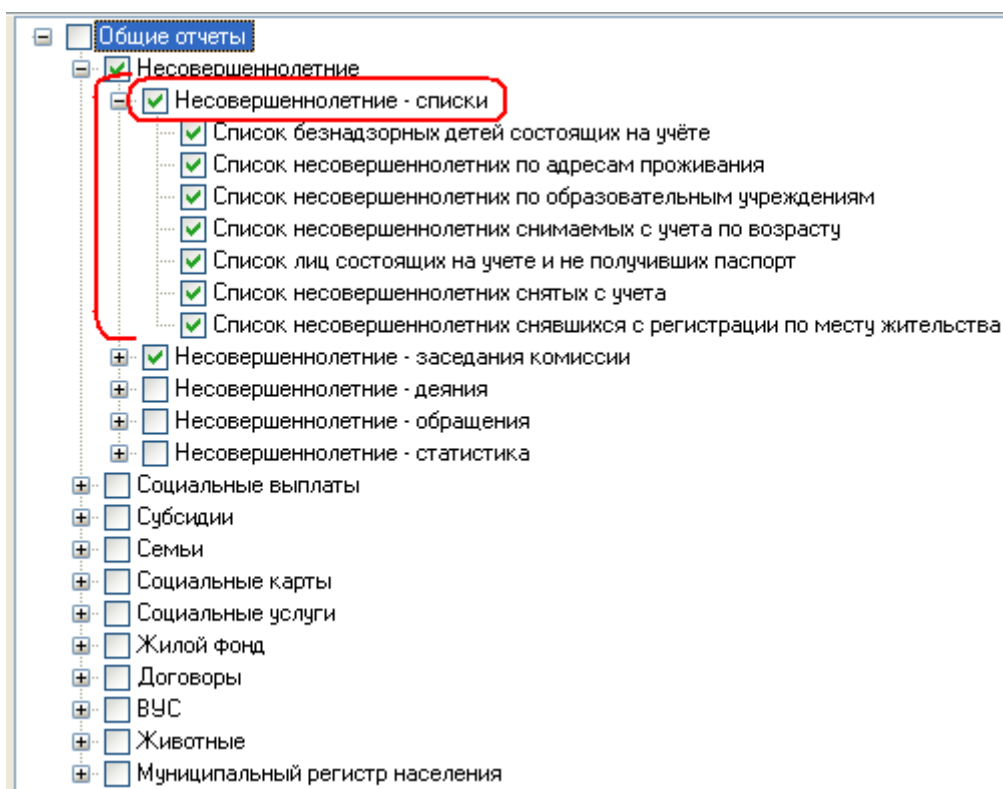 Общие отчеты
Несовершеннолетние
Несовершеннолетние - списки
Список безнадзорных детей состоящих на учёте
Список несовершеннолетних по адресам проживания
Список несовершеннолетних по образовательным учреждениям
Список несовершеннолетних снимаемых с учета по возрасту
Список лиц состоящих на учете и не получивших паспорт
Список несовершеннолетних снятых с учета
Список несовершеннолетних снявшихся с регистрации по месту жительства
Несовершеннолетние - заседания комиссии
Несовершеннолетние - деяния
Несовершеннолетние - обращения
Несовершеннолетние - статистика
Социальные выплаты
Субсидии
Семьи
Социальные карты
Социальные услуги
Жилой фонд
Договоры
ВУС
Животные
Муниципальный регистр населения